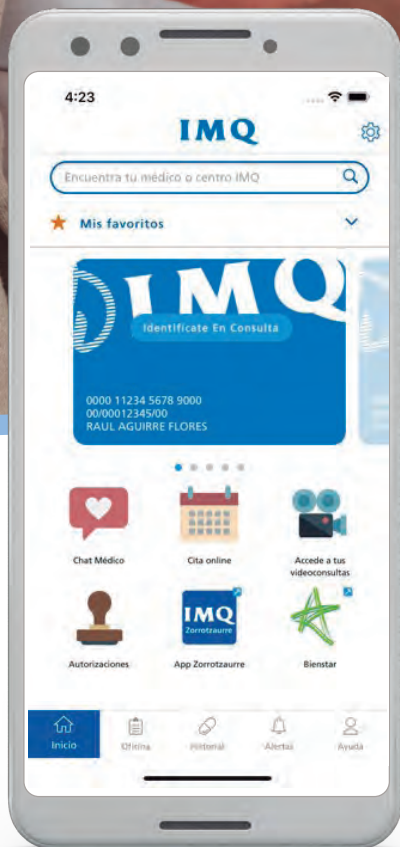 4:23
IMQ
Encuentra tu médico o centro IMQ
Mis favoritos
IMQ
Identifícate En Consulta
0000 11234 5678 9000
00/00012345/00
RAUL AGUIRRE FLORES
Chat Médico
Cita online
Accede a tus
videoconsultas
IMQ
Zorrotzaurre
Autorizaciones
App Zorrotzaurre
Bienstar
Inicio
Oficina
Historial
Alertas
Ayuda